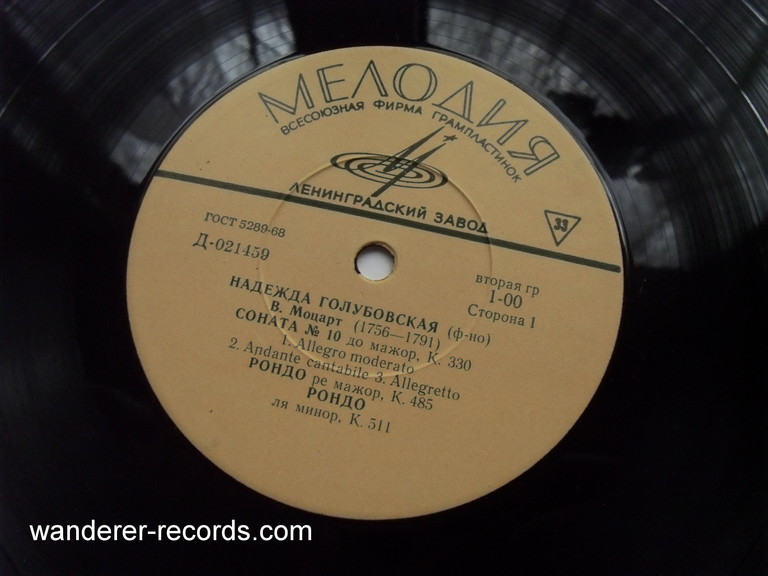 МЕЛОДИЯ
ВСЕСОЮЗНАЯ ФИРМА ГРАМПЛАСТИНОК
ЛЕНИНГРАДСКИЙ ЗАВОД
33
ГОСТ 5289-68
Д-021459
вторая гр
1-00
Сторона 1
НАДЕЖДА ГОЛУБОВСКАЯ (ф-но)
В. Моцарт (1756—1791)
СОНАТА № 10 до мажор, К. 330
1. Allegro moderato
2. Andante cantabile 3. Allegretto
РОНДО ре мажор, К. 485
РОНДО
ля минор, К. 511
wanderer-records.com